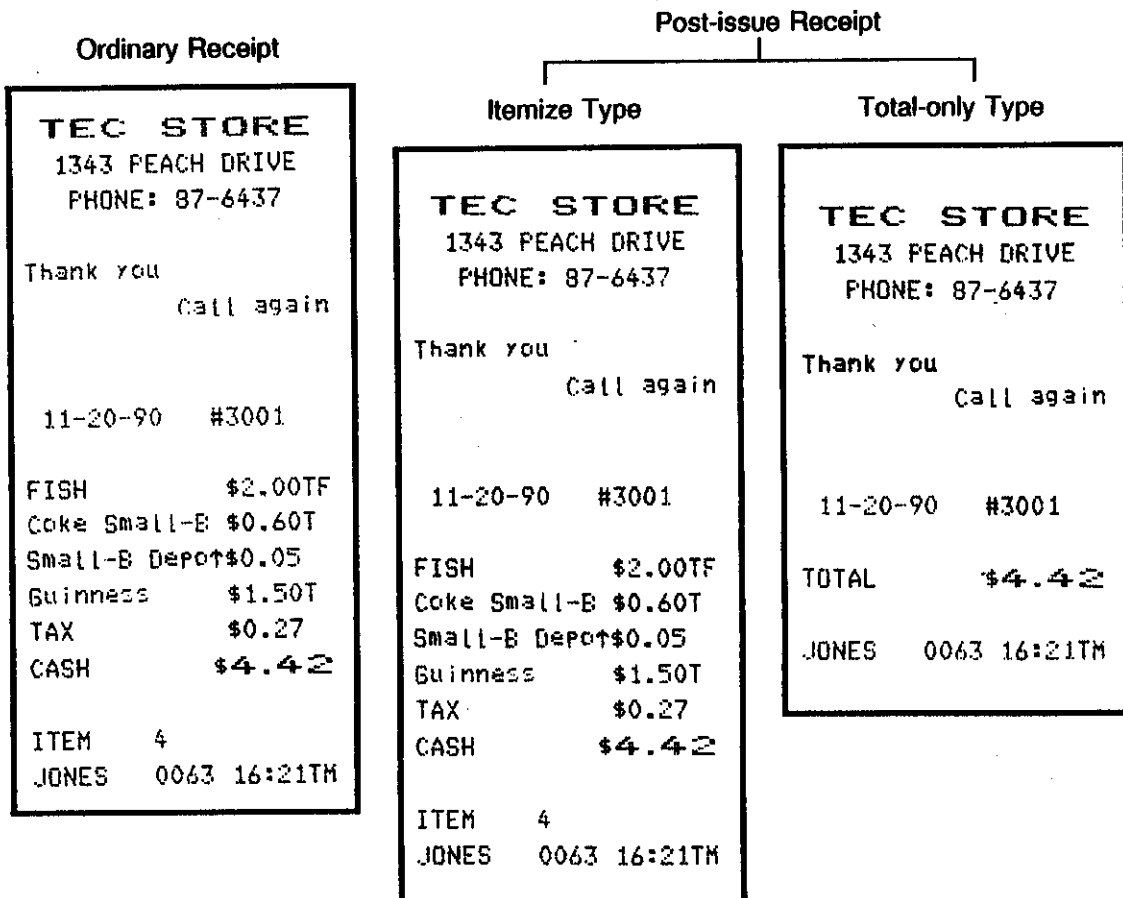 Post-issue Receipt
Ordinary Receipt
Itemize Type
Total-only Type
TEC STORE
1343 PEACH DRIVE
PHONE: 87-6437
Thank you
Call again
11-20-90 #3001
FISH $2.00TF
Coke Small-B $0.60T
Small-B Depo↑$0.05
Guinness $1.50T
TAX $0.27
CASH $4.42
ITEM 4
JONES 0063 16:21TM
TEC STORE
1343 PEACH DRIVE
PHONE: 87-6437
Thank you
Call again
11-20-90 #3001
FISH $2.00TF
Coke Small-B $0.60T
Small-B Depo↑$0.05
Guinness $1.50T
TAX $0.27
CASH $4.42
ITEM 4
JONES 0063 16:21TM
TEC STORE
1343 PEACH DRIVE
PHONE: 87-6437
Thank you
Call again
11-20-90 #3001
TOTAL $4.42
JONES 0063 16:21TM